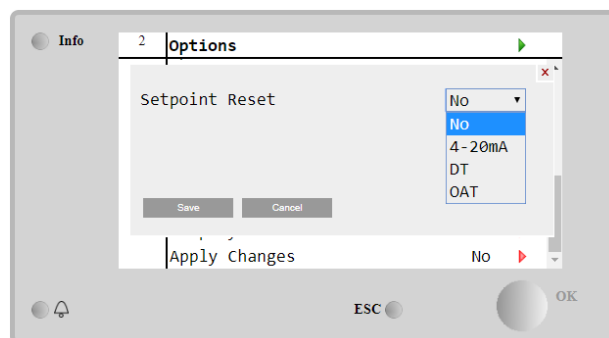 Info
2 Options
x
Setpoint Reset No
No
4-20mA
DT
OAT
Save Cancel
Apply Changes No
OK
ESC